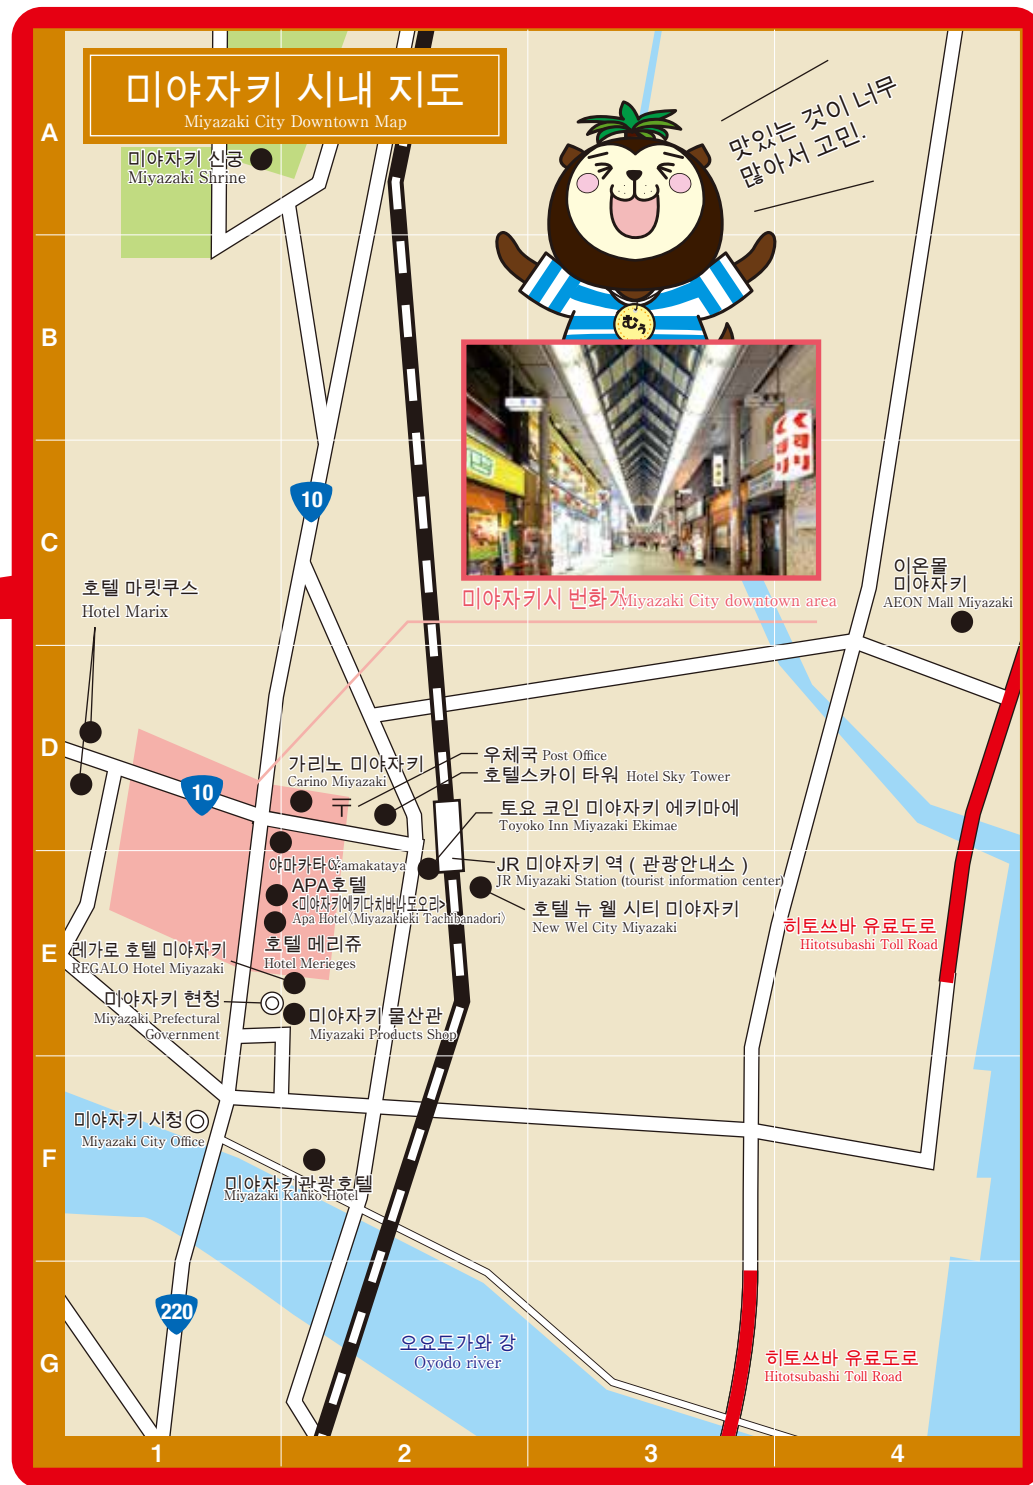 미야자키 시내 지도
Miyazaki City Downtown Map
A
맛있는 것이 너무
많아서 고민.
미야자키 신궁
Miyazaki Shrine
B
むぅ
くすり
くすり
C
10
이온몰
미야자키
AEON Mall Miyazaki
호텔 마릿쿠스
Hotel Marix
미야자키시 번화가
Miyazaki City downtown area
D
가리노 미야자키
Carino Miyazaki
〒
우체국 Post Office
호텔스카이 타워 Hotel Sky Tower
10
토요 코인 미야자키 에키마에
Toyoko Inn Miyazaki Ekimae
야마카타야
Yamakataya
JR 미야자키 역 ( 관광안내소 )
JR Miyazaki Station (tourist information center)
APA호텔
<미야자키에키다치바나도오리>
Apa Hotel〈Miyazakieki Tachibanadori〉
호텔 뉴 웰 시티 미야자키
New Wel City Miyazaki
히토쓰바 유료도로
Hitotsubashi Toll Road
E
레가로 호텔 미야자키
REGALO Hotel Miyazaki
호텔 메리쥬
Hotel Merieges
미야자키 현청
Miyazaki Prefectural
Government
미야자키 물산관
Miyazaki Products Shop
F
미야자키 시청
Miyazaki City Office
미야자키관광호텔
Miyazaki Kanko Hotel
220
G
오요도가와 강
Oyodo river
히토쓰바 유료도로
Hitotsubashi Toll Road
1
2
3
4